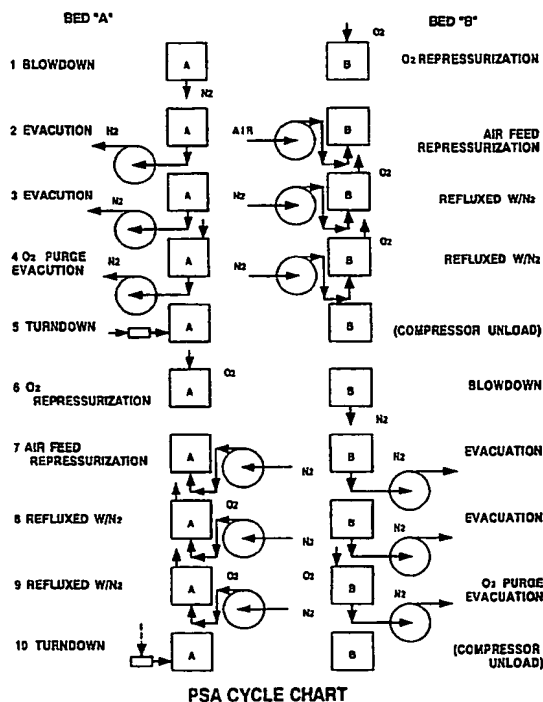 BED "A"
BED "B"
O₂
1 BLOWDOWN
A
B
O₂ REPRESSURIZATION
N₂
2 EVACUTION
N₂
A
AIR
B
AIR FEED
REPRESSURIZATION
O₂
3 EVACUTION
N₂
A
N₂
B
REFLUXED W/N₂
O₂
4 O₂ PURGE
EVACUTION
N₂
A
N₂
B
REFLUXED W/N₂
5 TURNDOWN
A
B
(COMPRESSOR UNLOAD)
O₂
6 O₂
REPRESSURIZATION
A
B
BLOWDOWN
N₂
7 AIR FEED
REPRESSURIZATION
A
N₂
B
N₂
EVACUATION
8 REFLUXED W/N₂
A
O₂
N₂
B
N₂
EVACUATION
9 REFLUXED W/N₂
A
O₂
N₂
O₂
B
N₂
O₂ PURGE
EVACUATION
10 TURNDOWN
A
B
(COMPRESSOR
UNLOAD)
PSA CYCLE CHART